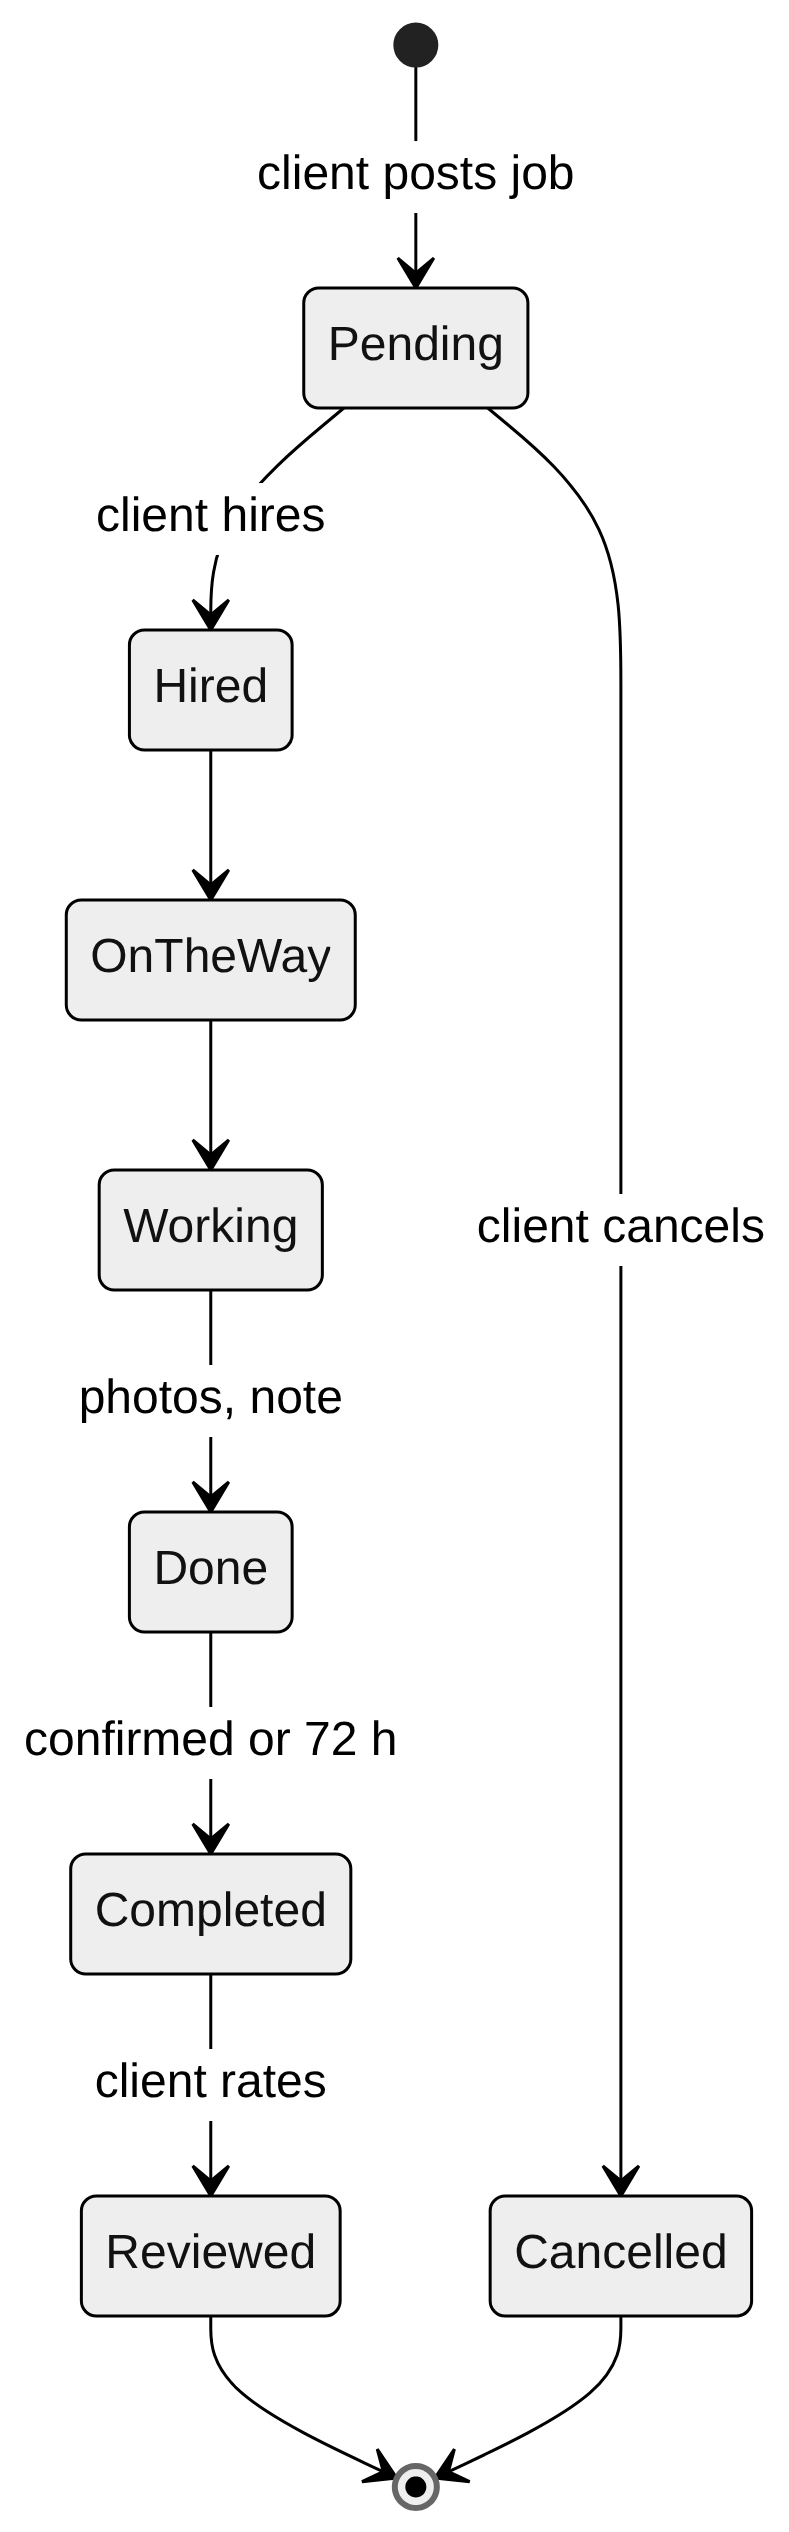 client posts job
Pending
client hires
Hired
OnTheWay
Working
client cancels
photos, note
Done
confirmed or 72 h
Completed
client rates
Reviewed
Cancelled